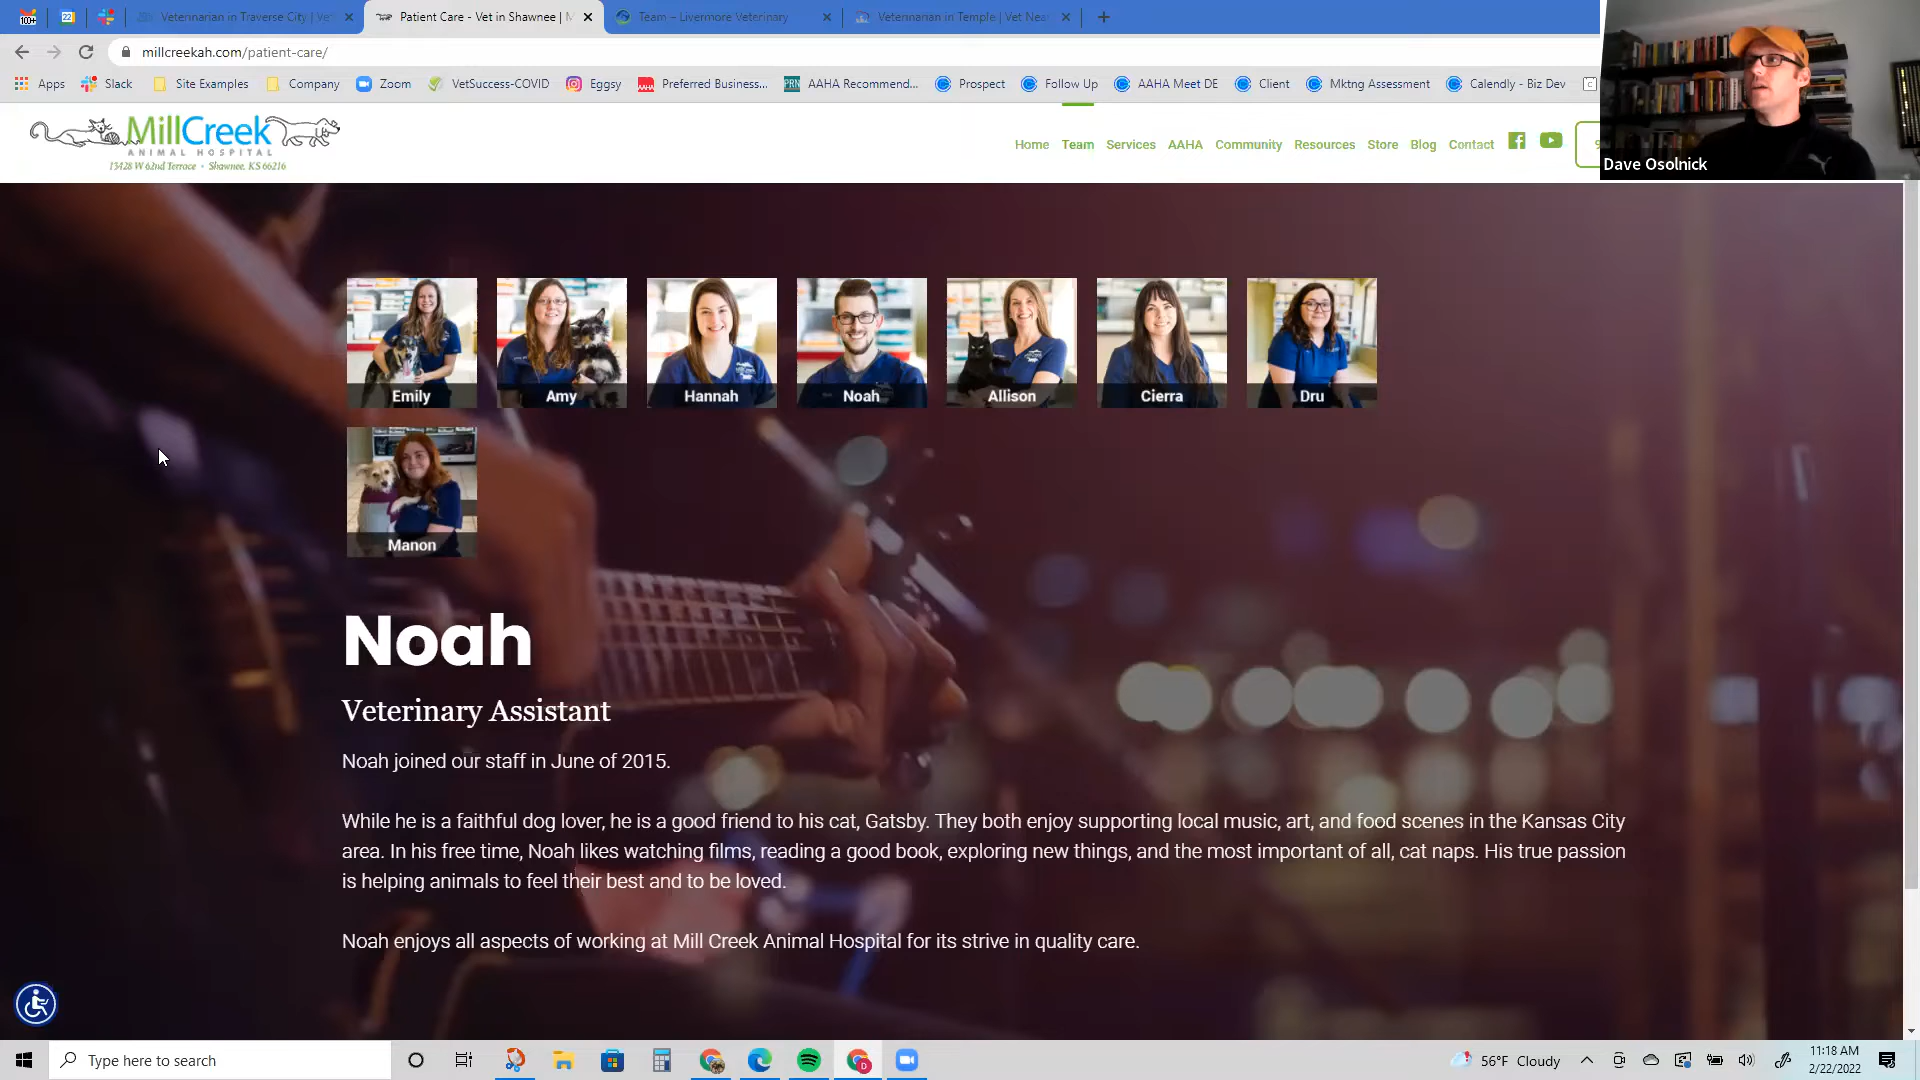 100+
22
Veterinarian in Traverse City | Ve
Patient Care - Vet in Shawnee | M
Team – Livermore Veterinary
Veterinarian in Temple | Vet Nea
millcreekah.com/patient-care/
Apps
Slack
Site Examples
Company
Zoom
VetSuccess-COVID
Eggsy
Preferred Business...
PRN
AAHA Recommend...
Prospect
Follow Up
AAHA Meet DE
Client
Mktng Assessment
Calendly - Biz Dev
MillCreek
ANIMAL HOSPITAL
13428 W 62nd Terrace • Shawnee, KS 66216
Home
Team
Services
AAHA
Community
Resources
Store
Blog
Contact
Dave Osolnick
Emily
Amy
Hannah
Noah
Allison
Cierra
Dru
Manon
Noah
Veterinary Assistant
Noah joined our staff in June of 2015.
While he is a faithful dog lover, he is a good friend to his cat, Gatsby. They both enjoy supporting local music, art, and food scenes in the Kansas City
area. In his free time, Noah likes watching films, reading a good book, exploring new things, and the most important of all, cat naps. His true passion
is helping animals to feel their best and to be loved.
Noah enjoys all aspects of working at Mill Creek Animal Hospital for its strive in quality care.
Type here to search
56°F Cloudy
11:18 AM
2/22/2022